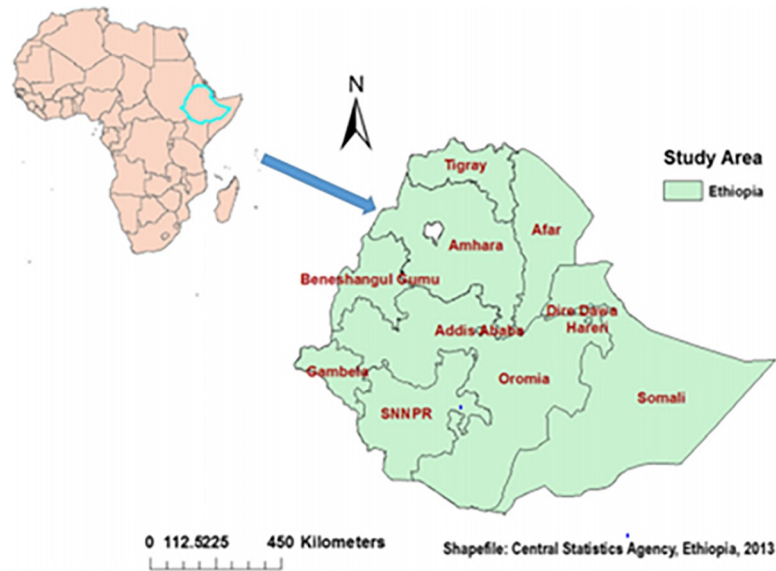 N
Study Area
Ethiopia
Tigray
Afar
Amhara
Beneshangul Gumu
Dire Dawa
Hareri
Addis Ababa
Gambela
Oromia
Somali
SNNPR
0 112.5225 450 Kilometers
Shapefile: Central Statistics Agency, Ethiopia, 2013